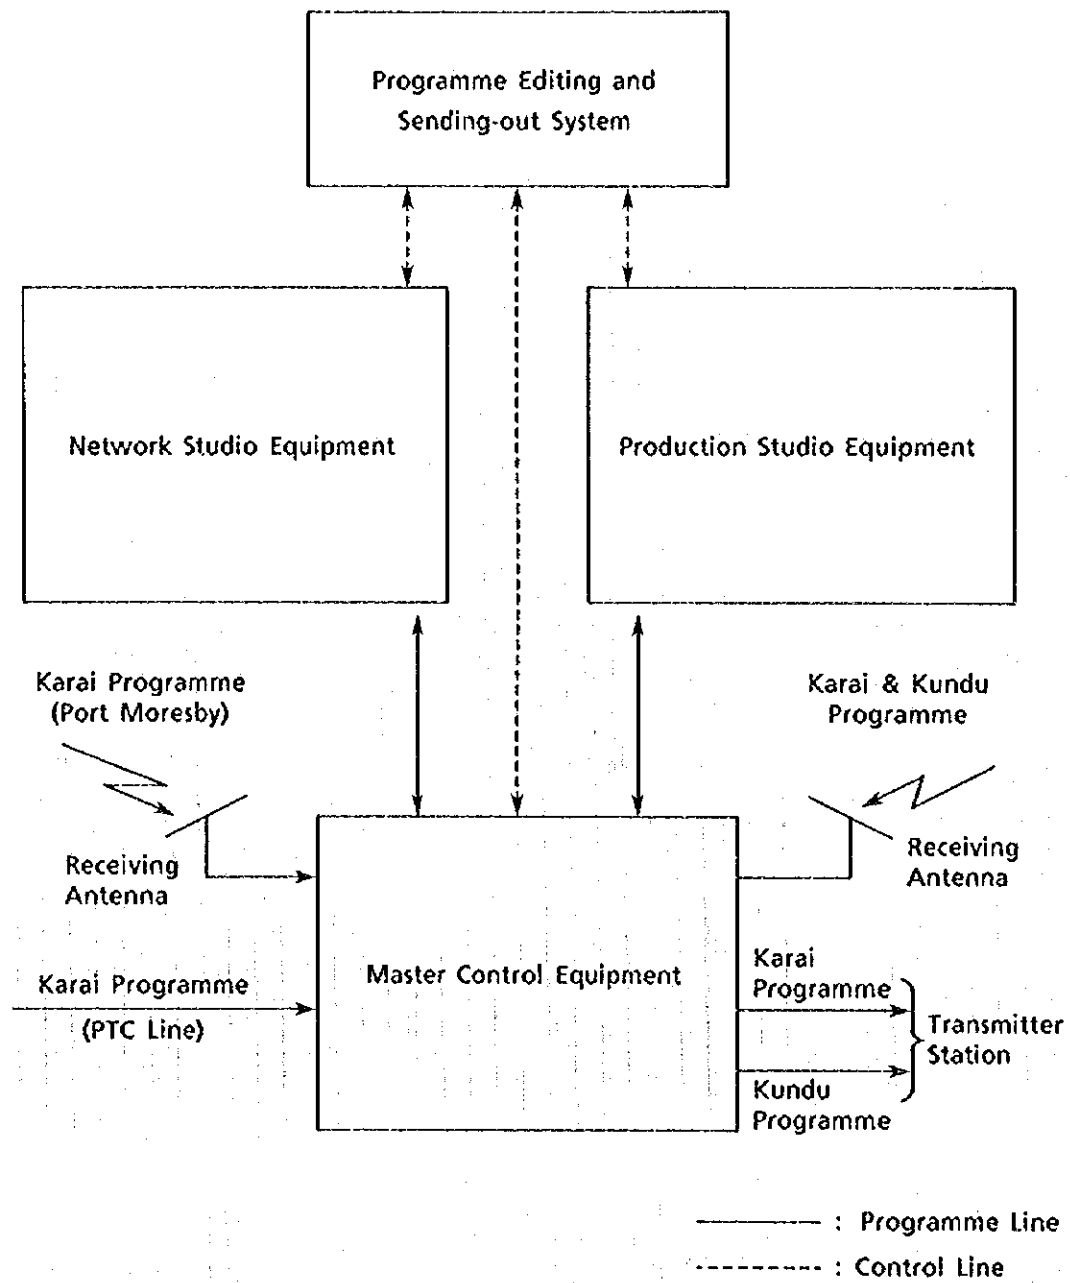 Programme Editing and
Sending-out System
Network Studio Equipment
Production Studio Equipment
Karai Programme
(Port Moresby)
Karai & Kundu
Programme
Receiving
Antenna
Receiving
Antenna
Master Control Equipment
Karai Programme
(PTC Line)
Karai
Programme
Kundu
Programme
Transmitter
Station
: Programme Line
: Control Line